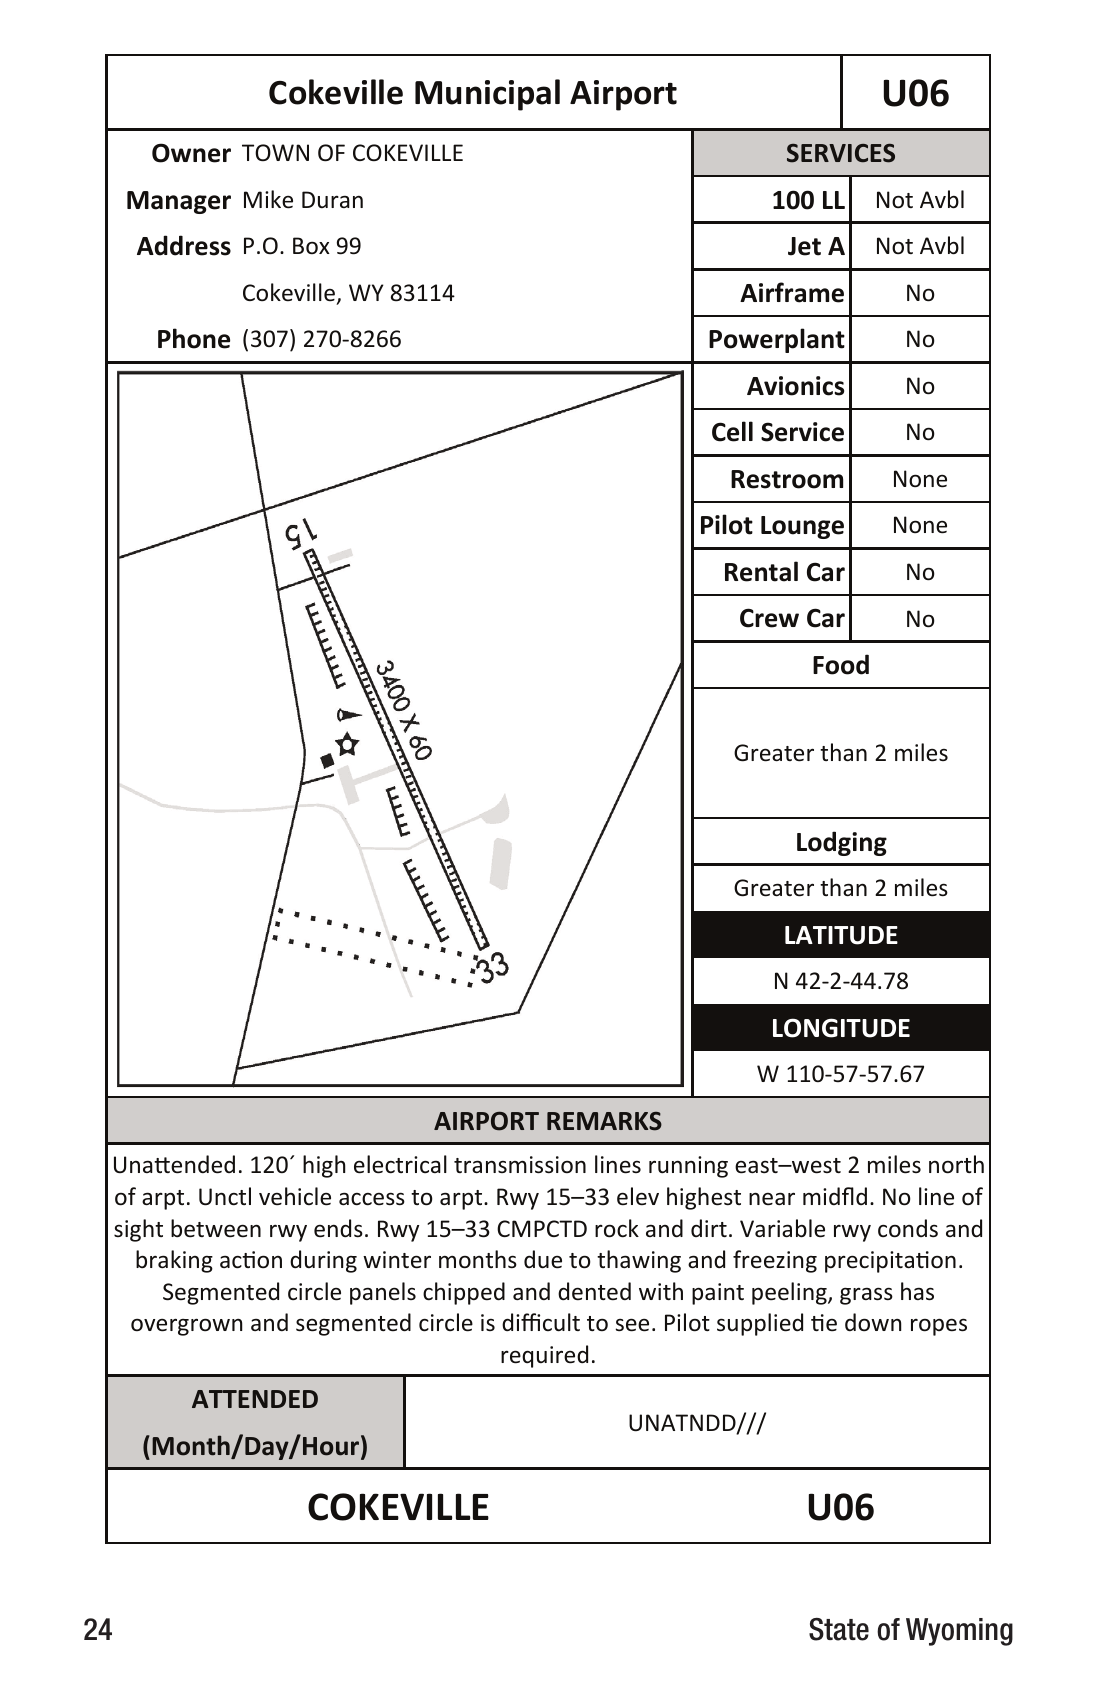 Cokeville Municipal Airport U06
Owner TOWN OF COKEVILLE
Manager Mike Duran
Address P.O. Box 99
Cokeville, WY 83114
Phone (307) 270-8266
SERVICES
100 LL Not Avbl
Jet A Not Avbl
Airframe No
Powerplant No
Avionics No
Cell Service No
Restroom None
Pilot Lounge None
Rental Car No
Crew Car No
Food
Greater than 2 miles
Lodging
Greater than 2 miles
LATITUDE
N 42-2-44.78
LONGITUDE
W 110-57-57.67
15
3400 X 60
33
AIRPORT REMARKS
Unattended. 120´ high electrical transmission lines running east–west 2 miles north
of arpt. Unctl vehicle access to arpt. Rwy 15–33 elev highest near midfld. No line of
sight between rwy ends. Rwy 15–33 CMPCTD rock and dirt. Variable rwy conds and
braking action during winter months due to thawing and freezing precipitation.
Segmented circle panels chipped and dented with paint peeling, grass has
overgrown and segmented circle is difficult to see. Pilot supplied tie down ropes
required.
ATTENDED
(Month/Day/Hour)
UNATNDD///
COKEVILLE U06
24 State of Wyoming